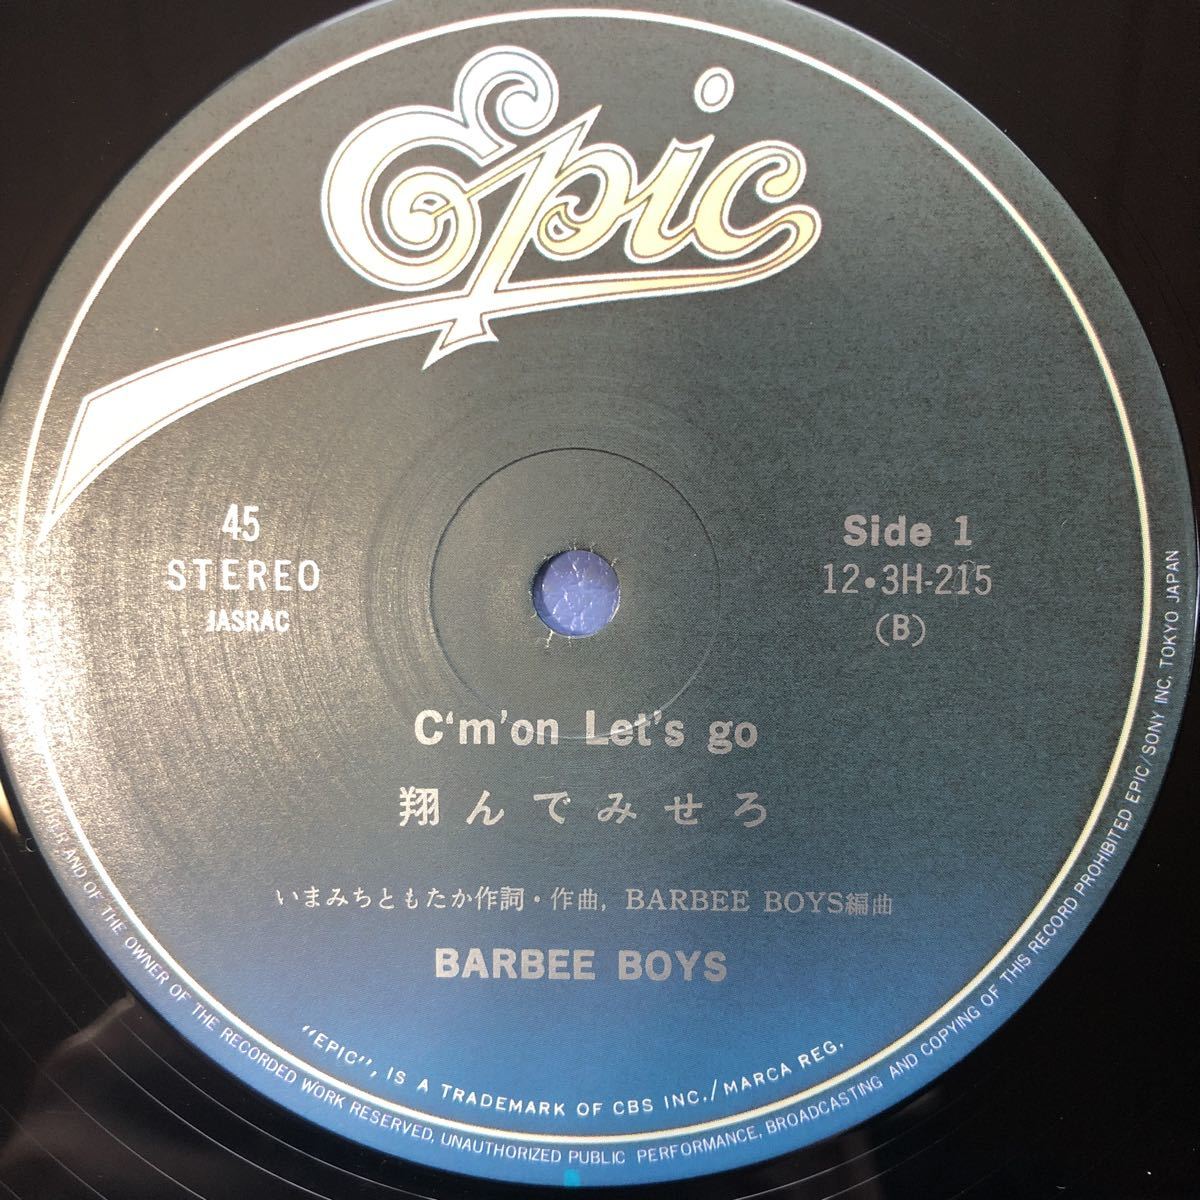 Epic
45
STEREO
JASRAC
Side 1
12・3H-215
(B)
C‘m’on Let's go
翔んでみせろ
いまみちともたか作詞・作曲, BARBEE BOYS編曲
BARBEE BOYS
"EPIC", IS A TRADEMARK OF CBS INC./MARCA REG.
AND OF THE OWNER OF THE RECORDED WORK RESERVED. UNAUTHORIZED PUBLIC PERFORMANCE, BROADCASTING AND COPYING OF THIS RECORD PROHIBITED EPIC/SONY INC. TOKYO JAPAN